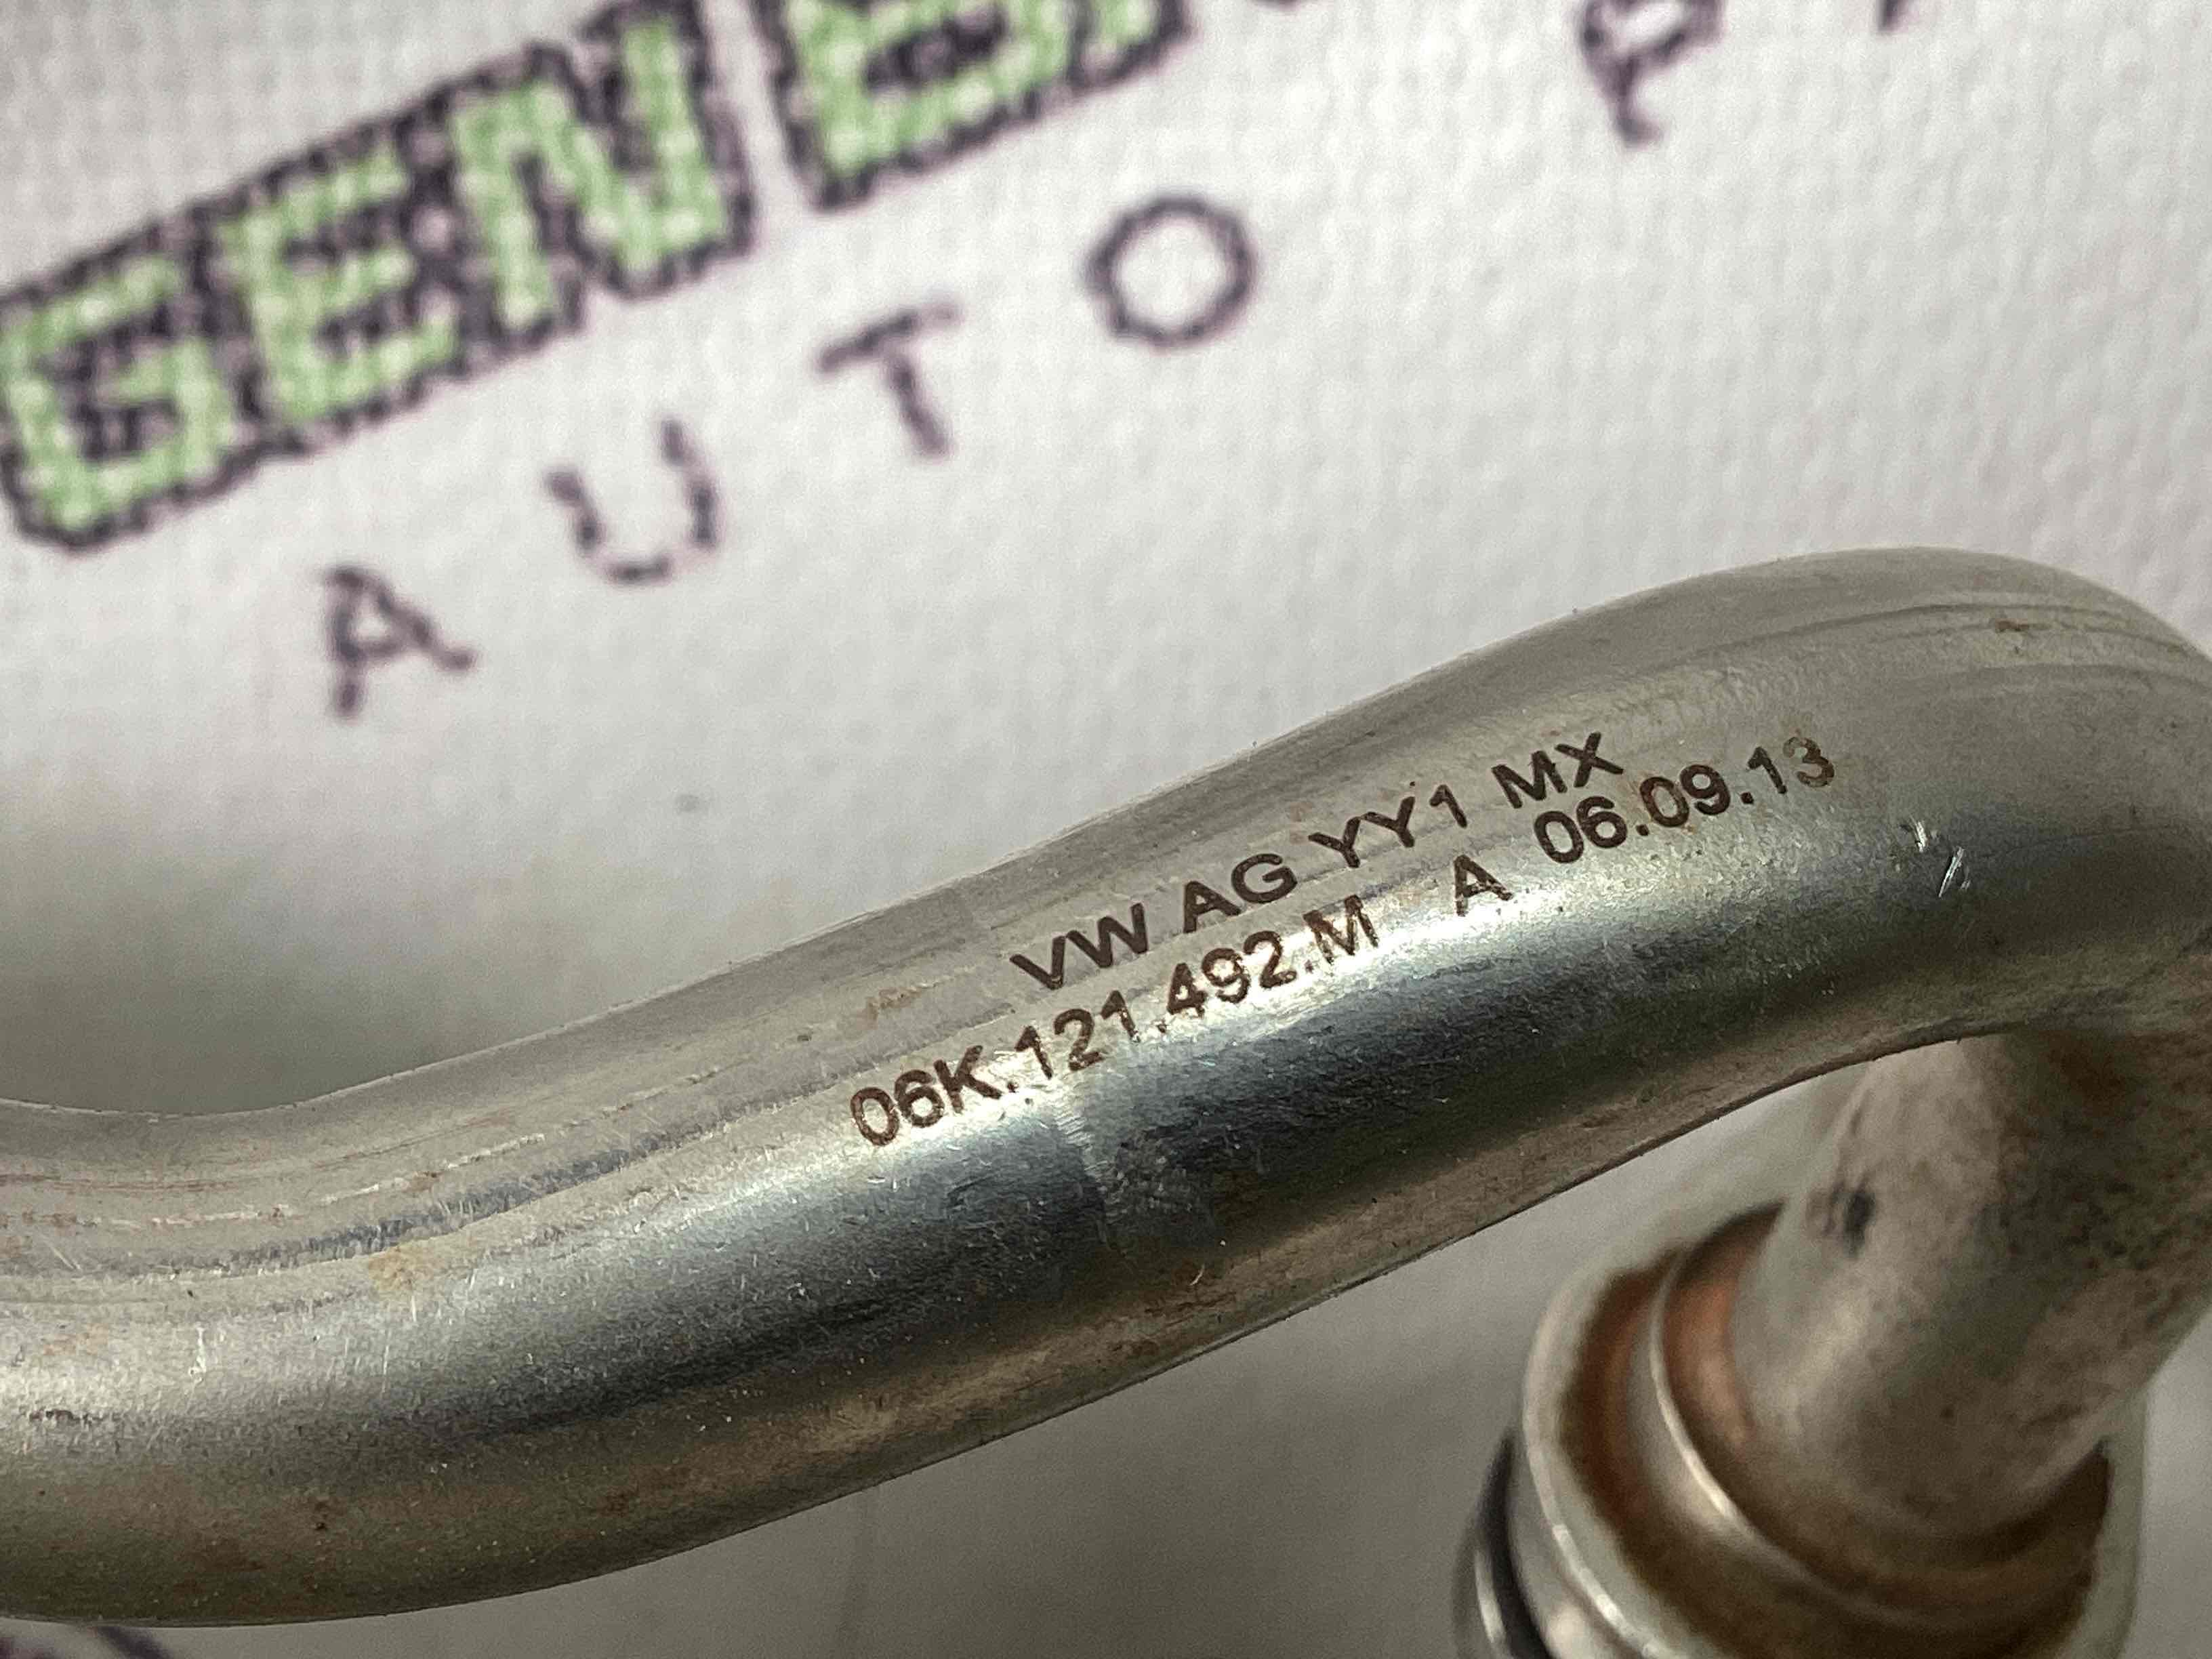 GEN
AUTO
VW AG YY1 MX
06K.121.492.M A 06.09.13